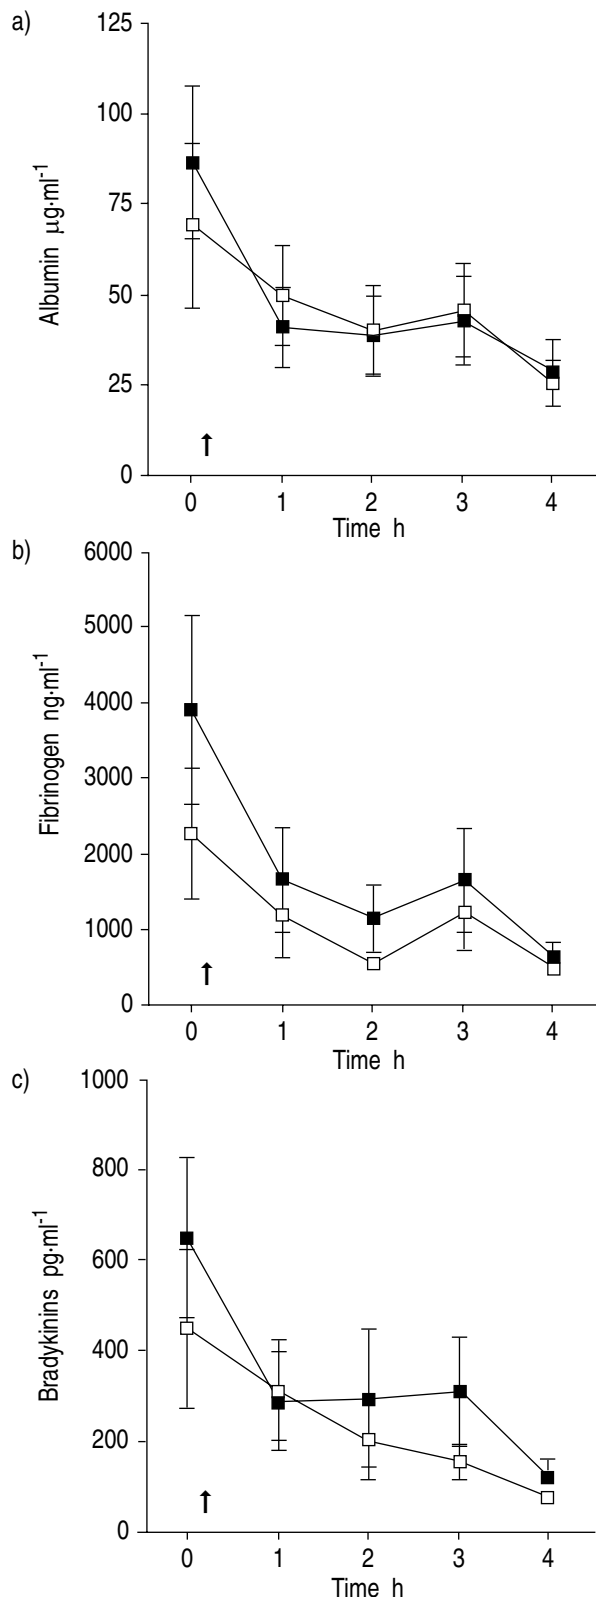 a)
125
100
75
50
25
0
Albumin µg·ml-1
0 1 2 3 4
Time h
b)
6000
5000
4000
3000
2000
1000
0
Fibrinogen ng·ml-1
0 1 2 3 4
Time h
c)
1000
800
600
400
200
0
Bradykinins pg·ml-1
0 1 2 3 4
Time h